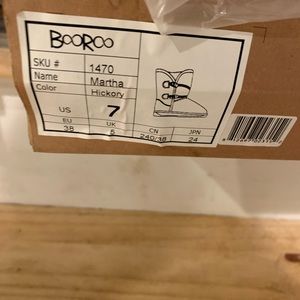 BOOROO
SKU # 1470
Name Martha
Color Hickory
US 7
EU UK CN JPN
38 5 240/38 24